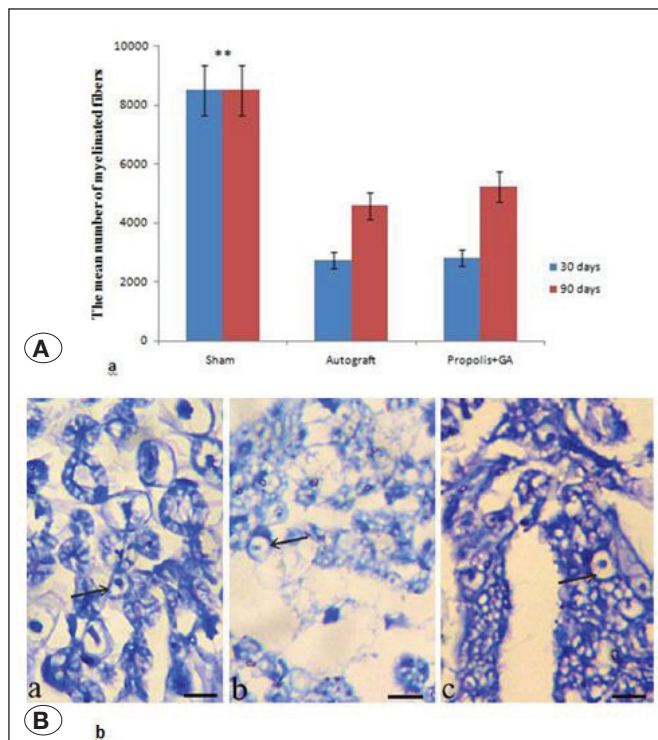 The mean number of myelinated fibers
10000
8000
6000
4000
2000
0
**
Sham
Autograft
Propolis+GA
30 days
90 days
A
a
a
b
c
B
b